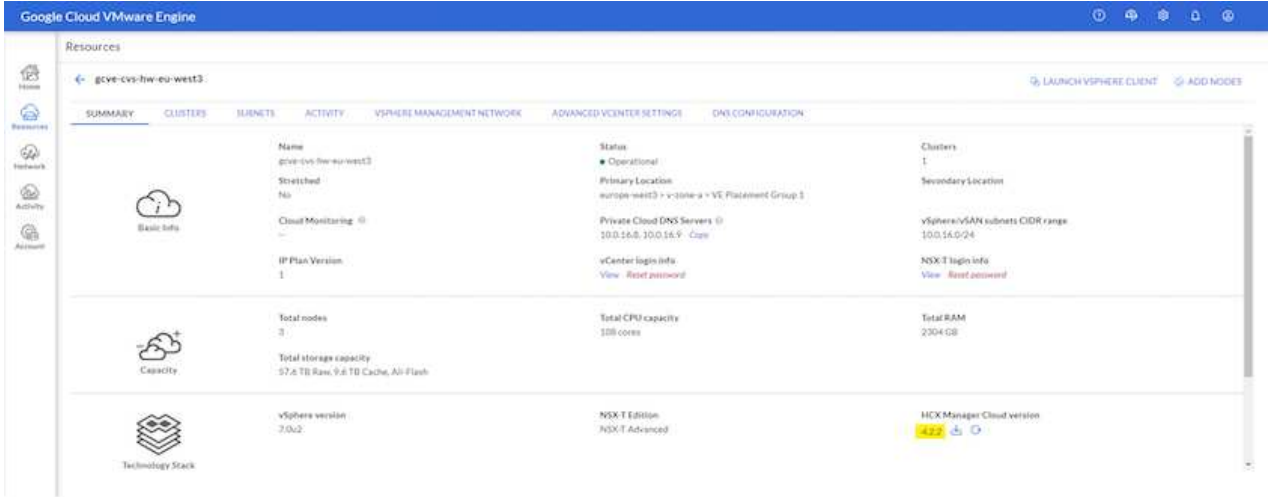 Google Cloud VMware Engine
Resources
gcve-cvs-hw-eu-west3
LAUNCH VSPHERE CLIENT ADD NODES
SUMMARY CLUSTERS SUBNETS ACTIVITY VSPHERE MANAGEMENT NETWORK ADVANCED VCENTER SETTINGS DNS CONFIGURATION
Home
Resources
Network
Activity
Account
Basic Info
Name Status Clusters
gcve-cvs-hw-eu-west3 Operational 1
Stretched Primary Location Secondary Location
No europe-west3 > v-zone-a > VE Placement Group 1
Cloud Monitoring Private Cloud DNS Servers vSphere/vSAN subnets CIDR range
-- 10.0.16.8, 10.0.16.9 Copy 10.0.16.0/24
IP Plan Version vCenter login info NSX-T login info
1 View Reset password View Reset password
Capacity
Total nodes Total CPU capacity Total RAM
3 108 cores 2304 GB
Total storage capacity
57.6 TB Raw, 9.6 TB Cache, All-Flash
Technology Stack
vSphere version NSX-T Edition HCX Manager Cloud version
7.0u2 NSX-T Advanced 4.2.2